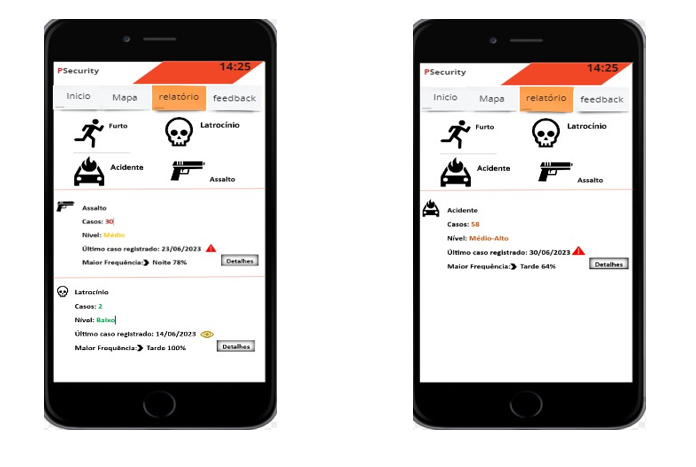 PSecurity 14:25
Inicio Mapa relatório feedback
Furto Latrocínio
Acidente Assalto
Assalto
Casos: 30
Nível: Médio
Último caso registrado: 23/06/2023
Maior Frequência: Noite 78% Detalhes
Latrocínio
Casos: 2
Nível: Baixo
Último caso registrado: 14/06/2023
Maior Frequência: Tarde 100% Detalhes
PSecurity 14:25
Inicio Mapa relatório feedback
Furto Latrocínio
Acidente Assalto
Acidente
Casos: 58
Nível: Médio-Alto
Último caso registrado: 30/06/2023
Maior Frequência: Tarde 64% Detalhes